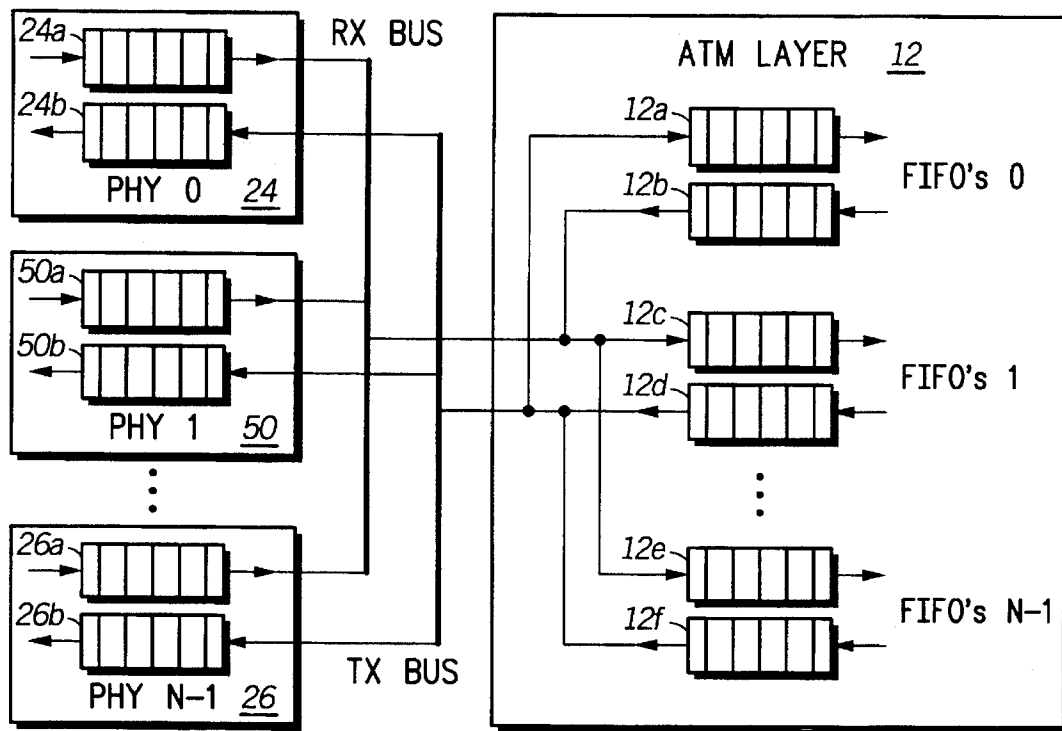 24a
24b
PHY 0 24
50a
50b
PHY 1 50
26a
26b
PHY N-1 26
RX BUS
TX BUS
ATM LAYER 12
12a
12b
FIFO's 0
12c
12d
FIFO's 1
12e
12f
FIFO's N-1